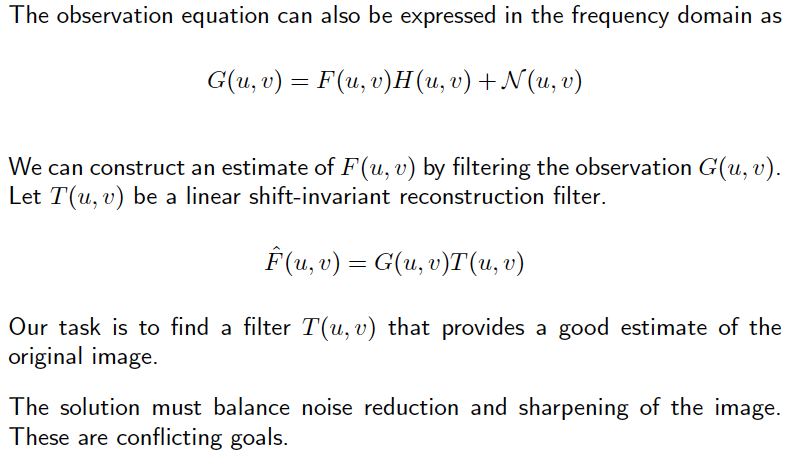 The observation equation can also be expressed in the frequency domain as
G(u, v) = F(u, v)H(u, v) + N(u, v)
We can construct an estimate of F(u, v) by filtering the observation G(u, v).
Let T(u, v) be a linear shift-invariant reconstruction filter.
F̂(u, v) = G(u, v)T(u, v)
Our task is to find a filter T(u, v) that provides a good estimate of the
original image.
The solution must balance noise reduction and sharpening of the image.
These are conflicting goals.